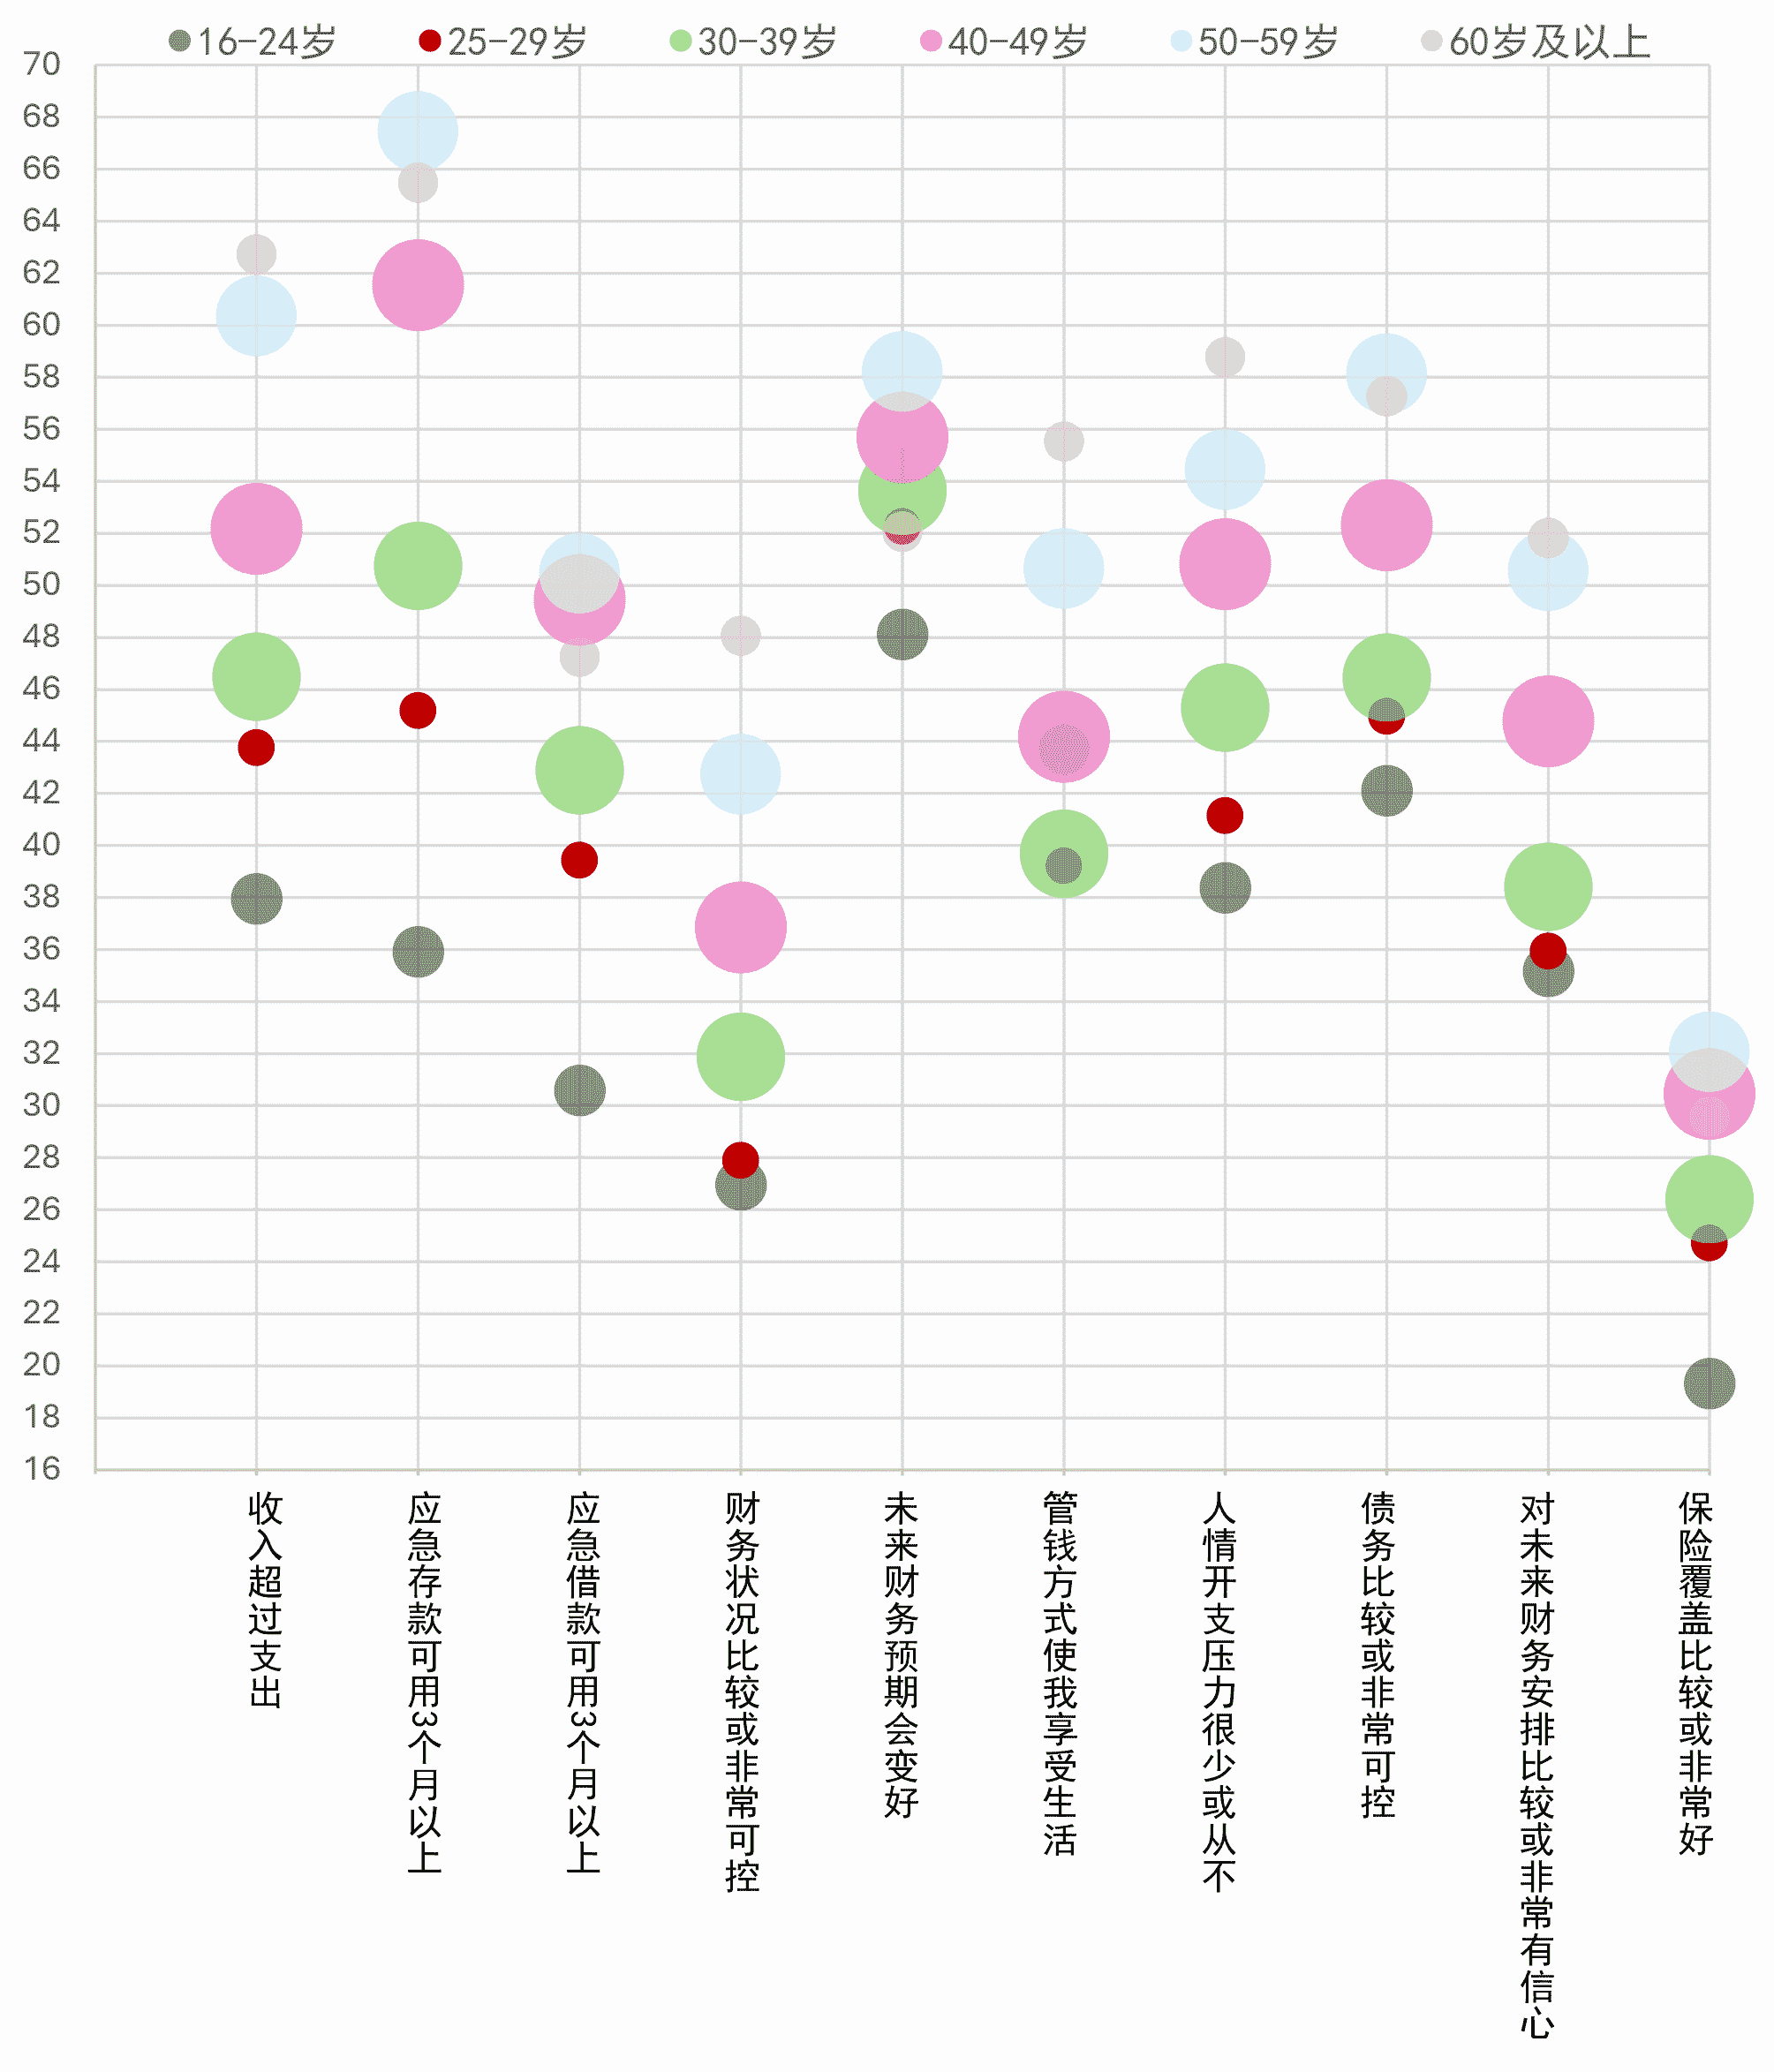 16-24岁 25-29岁 30-39岁 40-49岁 50-59岁 60岁及以上
70
68
66
64
62
60
58
56
54
52
50
48
46
44
42
40
38
36
34
32
30
28
26
24
22
20
18
16
收入超过支出
应急存款可用3个月以上
应急借款可用3个月以上
财务状况比较或非常可控
未来财务预期会变好
管钱方式使我享受生活
人情开支压力很少或从不
债务比较或非常可控
对未来财务安排比较或非常有信心
保险覆盖比较或非常好